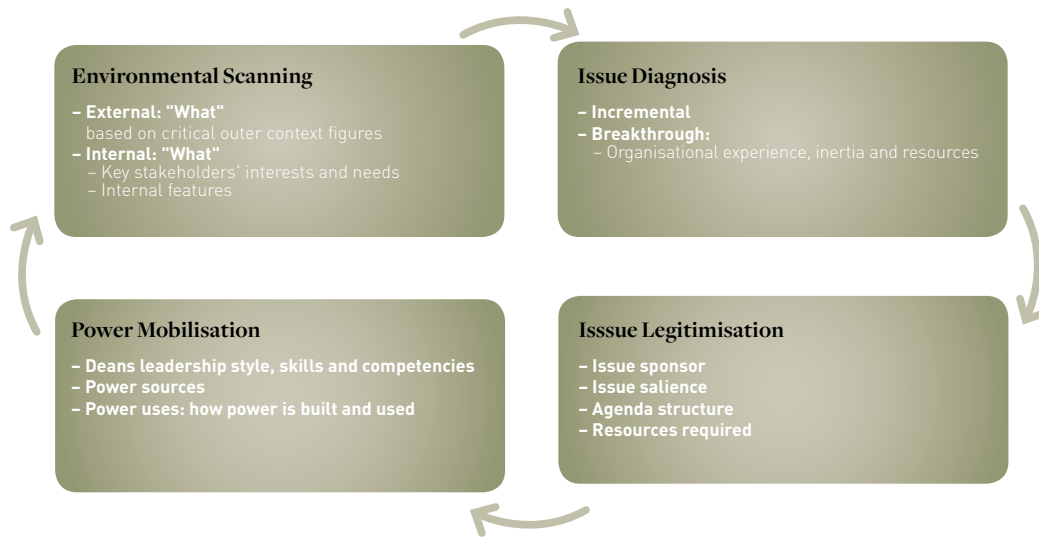 Environmental Scanning
– External: "What"
based on critical outer context figures
– Internal: "What"
– Key stakeholders' interests and needs
– Internal features
Issue Diagnosis
– Incremental
– Breakthrough:
– Organisational experience, inertia and resources
Power Mobilisation
– Deans leadership style, skills and competencies
– Power sources
– Power uses: how power is built and used
Isssue Legitimisation
– Issue sponsor
– Issue salience
– Agenda structure
– Resources required